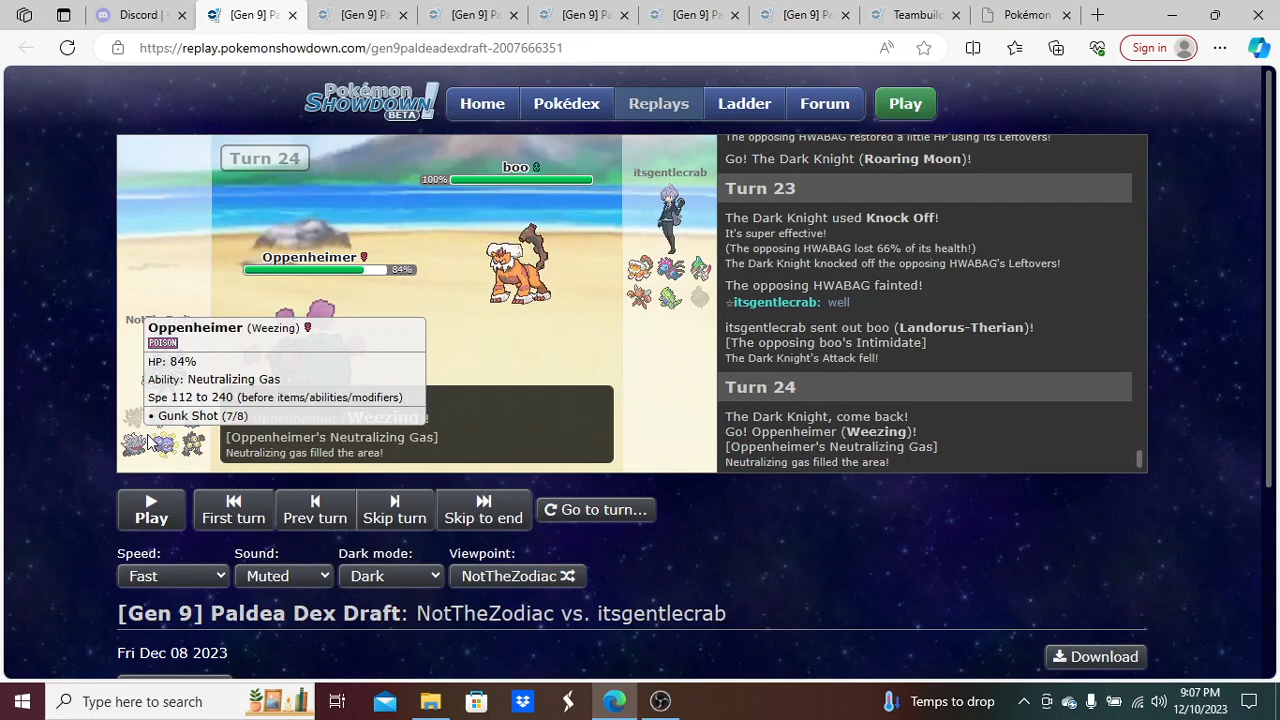 Discord |
[Gen 9] Pa
[Gen 9] Pa
[Gen 9] Pa
[Gen 9] Pa
[Gen 9] Pa
[Gen 9] Pa
Teambuild
Pokémon
https://replay.pokemonshowdown.com/gen9paldeadexdraft-2007666351
Sign in
Pokémon
SHOWDOWN!
BETA
Home
Pokédex
Replays
Ladder
Forum
Play
Turn 24
boo
100%
Oppenheimer
84%
itsgentlecrab
Oppenheimer (Weezing)
POISON
HP: 84%
Ability: Neutralizing Gas
Spe 112 to 240 (before items/abilities/modifiers)
• Gunk Shot (7/8)
(Weezing)!
[Oppenheimer's Neutralizing Gas]
Neutralizing gas filled the area!
The opposing HWABAG restored a little HP using its Leftovers!
Go! The Dark Knight (Roaring Moon)!
Turn 23
The Dark Knight used Knock Off!
It's super effective!
(The opposing HWABAG lost 66% of its health!)
The Dark Knight knocked off the opposing HWABAG's Leftovers!
The opposing HWABAG fainted!
☆itsgentlecrab: well
itsgentlecrab sent out boo (Landorus-Therian)!
[The opposing boo's Intimidate]
The Dark Knight's Attack fell!
Turn 24
The Dark Knight, come back!
Go! Oppenheimer (Weezing)!
[Oppenheimer's Neutralizing Gas]
Neutralizing gas filled the area!
Play
First turn
Prev turn
Skip turn
Skip to end
Go to turn...
Speed:
Sound:
Dark mode:
Viewpoint:
Fast
Muted
Dark
NotTheZodiac
[Gen 9] Paldea Dex Draft: NotTheZodiac vs. itsgentlecrab
Fri Dec 08 2023
Download
Type here to search
Temps to drop
9:07 PM
12/10/2023